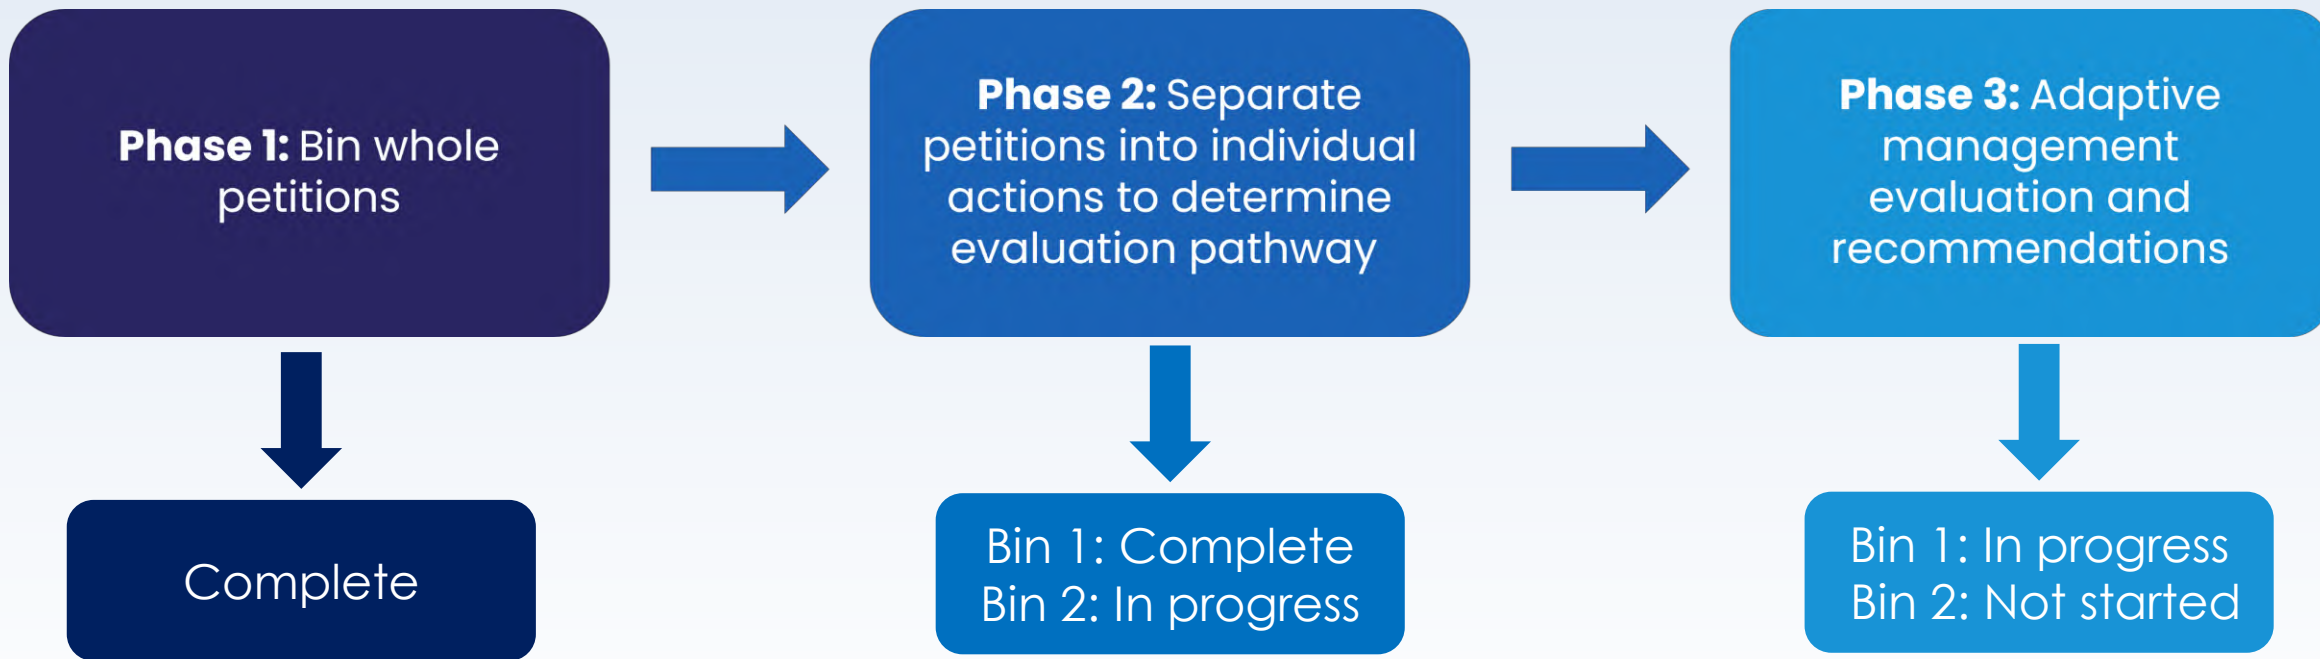 Phase 1: Bin whole
petitions
Phase 2: Separate
petitions into individual
actions to determine
evaluation pathway
Phase 3: Adaptive
management
evaluation and
recommendations
Complete
Bin 1: Complete
Bin 2: In progress
Bin 1: In progress
Bin 2: Not started